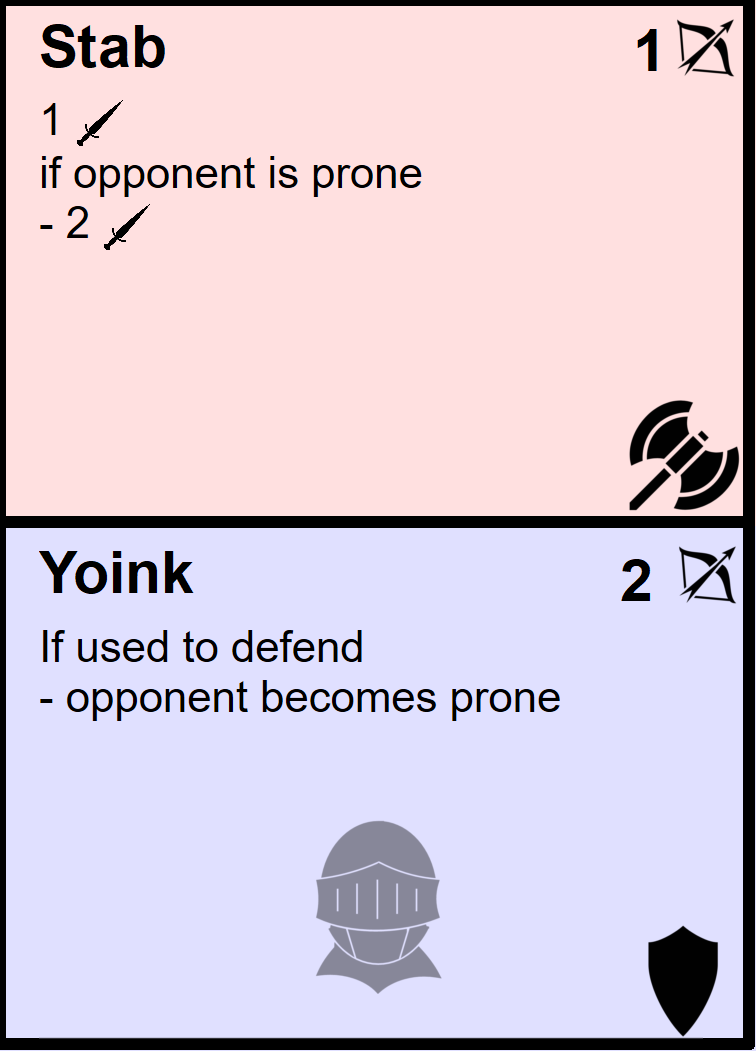 Stab
1
1
if opponent is prone
- 2
Yoink
2
If used to defend
- opponent becomes prone